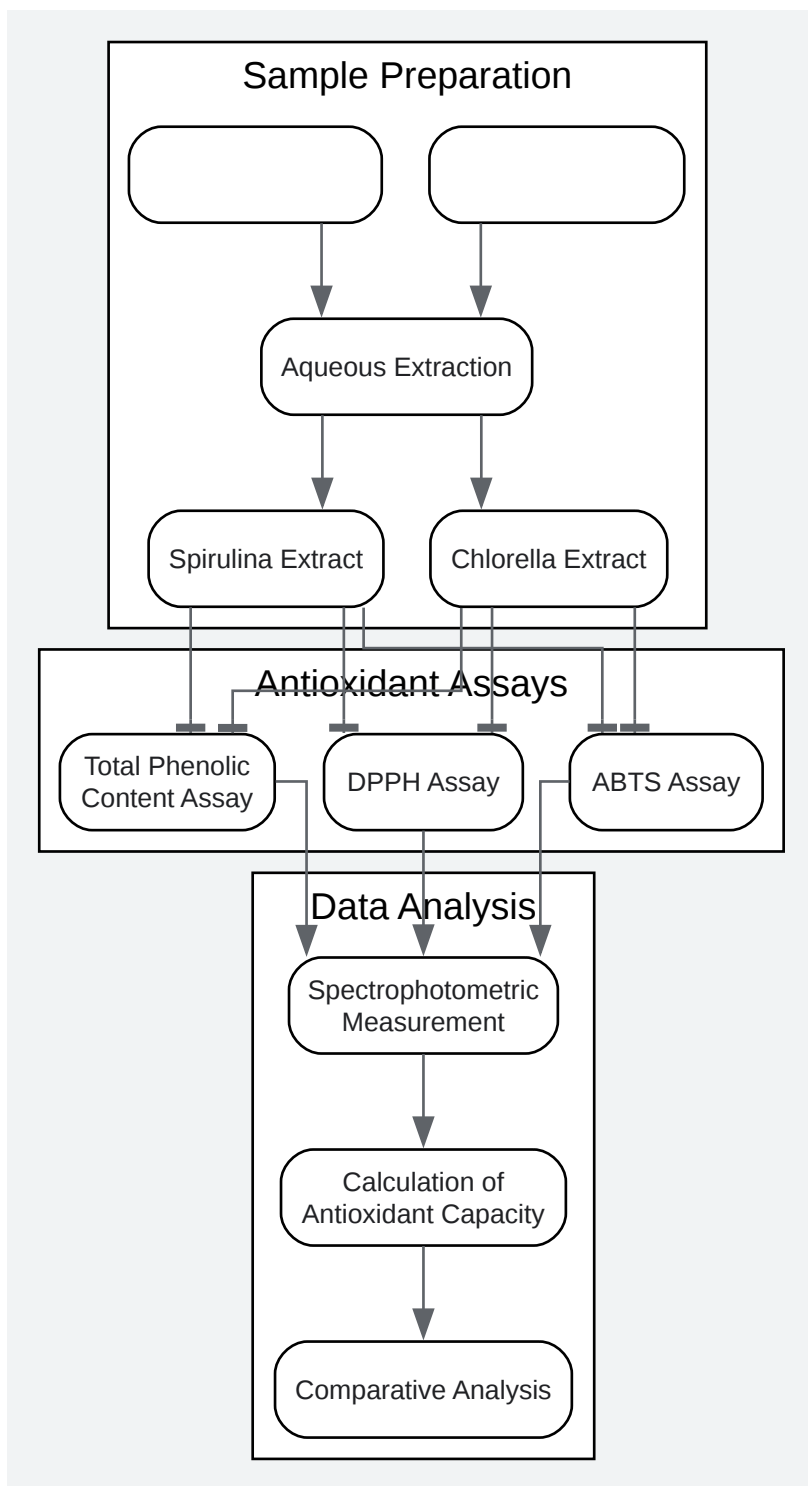 Sample Preparation
Aqueous Extraction
Spirulina Extract
Chlorella Extract
Antioxidant Assays
Total Phenolic
Content Assay
DPPH Assay
ABTS Assay
Data Analysis
Spectrophotometric
Measurement
Calculation of
Antioxidant Capacity
Comparative Analysis